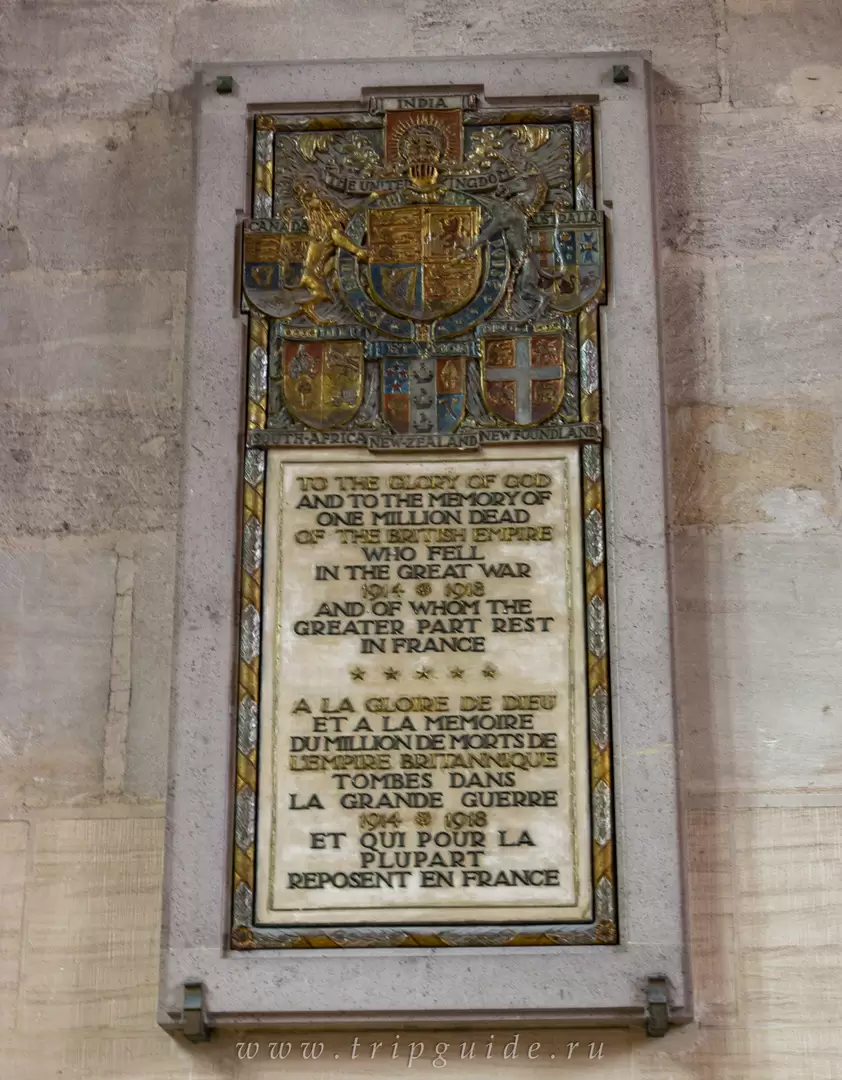 INDIA
THE UNITED KINGDOM
CANADA
AUSTRALIA
SOUTH-AFRICA NEW-ZEALAND NEWFOUNDLAND
TO THE GLORY OF GOD
AND TO THE MEMORY OF
ONE MILLION DEAD
OF THE BRITISH EMPIRE
WHO FELL
IN THE GREAT WAR
1914 1918
AND OF WHOM THE
GREATER PART REST
IN FRANCE
A LA GLOIRE DE DIEU
ET A LA MEMOIRE
DU MILLION DE MORTS DE
L'EMPIRE BRITANNIQUE
TOMBES DANS
LA GRANDE GUERRE
1914 1918
ET QUI POUR LA
PLUPART
REPOSENT EN FRANCE
www.tripguide.ru